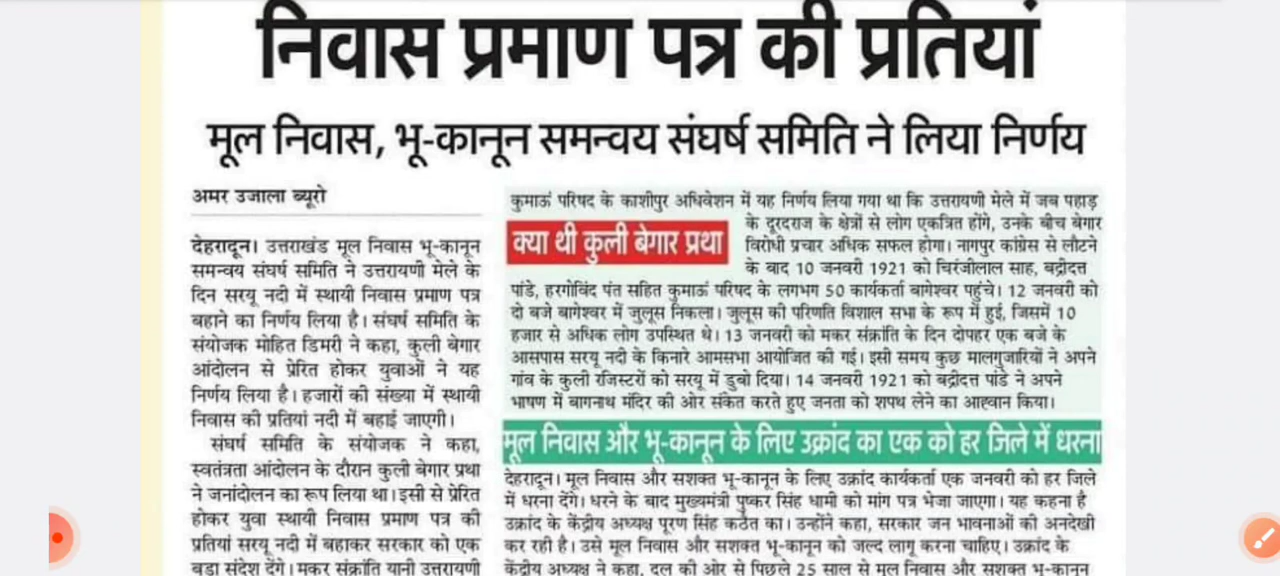 निवास प्रमाण पत्र की प्रतियां
मूल निवास, भू-कानून समन्वय संघर्ष समिति ने लिया निर्णय
अमर उजाला ब्यूरो
देहरादून। उत्तराखंड मूल निवास भू-कानून
समन्वय संघर्ष समिति ने उत्तरायणी मेले के
दिन सरयू नदी में स्थायी निवास प्रमाण पत्र
बहाने का निर्णय लिया है। संघर्ष समिति के
संयोजक मोहित डिमरी ने कहा, कुली बेगार
आंदोलन से प्रेरित होकर युवाओं ने यह
निर्णय लिया है। हजारों की संख्या में स्थायी
निवास की प्रतियां नदी में बहाई जाएगी।
संघर्ष समिति के संयोजक ने कहा,
स्वतंत्रता आंदोलन के दौरान कुली बेगार प्रथा
ने जनांदोलन का रूप लिया था। इसी से प्रेरित
होकर युवा स्थायी निवास प्रमाण पत्र की
प्रतियां सरयू नदी में बहाकर सरकार को एक
बड़ा संदेश देंगे। मकर संक्रांति यानी उत्तरायणी
कुमाऊं परिषद के काशीपुर अधिवेशन में यह निर्णय लिया गया था कि उत्तरायणी मेले में जब पहाड़
क्या थी कुली बेगार प्रथा
के दूरदराज के क्षेत्रों से लोग एकत्रित होंगे, उनके बीच बेगार
विरोधी प्रचार अधिक सफल होगा। नागपुर कांग्रेस से लौटने
के बाद 10 जनवरी 1921 को चिरंजीलाल साह, बद्रीदत्त
पांडे, हरगोविंद पंत सहित कुमाऊं परिषद के लगभग 50 कार्यकर्ता बागेश्वर पहुंचे। 12 जनवरी को
दो बजे बागेश्वर में जुलूस निकला। जुलूस की परिणति विशाल सभा के रूप में हुई, जिसमें 10
हजार से अधिक लोग उपस्थित थे। 13 जनवरी को मकर संक्रांति के दिन दोपहर एक बजे के
आसपास सरयू नदी के किनारे आमसभा आयोजित की गई। इसी समय कुछ मालगुजारियों ने अपने
गांव के कुली रजिस्टरों को सरयू में डुबो दिया। 14 जनवरी 1921 को बद्रीदत्त पांडे ने अपने
भाषण में बागनाथ मंदिर की ओर संकेत करते हुए जनता को शपथ लेने का आह्वान किया।
मूल निवास और भू-कानून के लिए उक्रांद का एक को हर जिले में धरना
देहरादून। मूल निवास और सशक्त भू-कानून के लिए उक्रांद कार्यकर्ता एक जनवरी को हर जिले
में धरना देंगे। धरने के बाद मुख्यमंत्री पुष्कर सिंह धामी को मांग पत्र भेजा जाएगा। यह कहना है
उक्रांद के केंद्रीय अध्यक्ष पूरण सिंह कठैत का। उन्होंने कहा, सरकार जन भावनाओं की अनदेखी
कर रही है। उसे मूल निवास और सशक्त भू-कानून को जल्द लागू करना चाहिए। उक्रांद के
केंद्रीय अध्यक्ष ने कहा, दल की ओर से पिछले 25 साल से मूल निवास और सशक्त भू-कानून